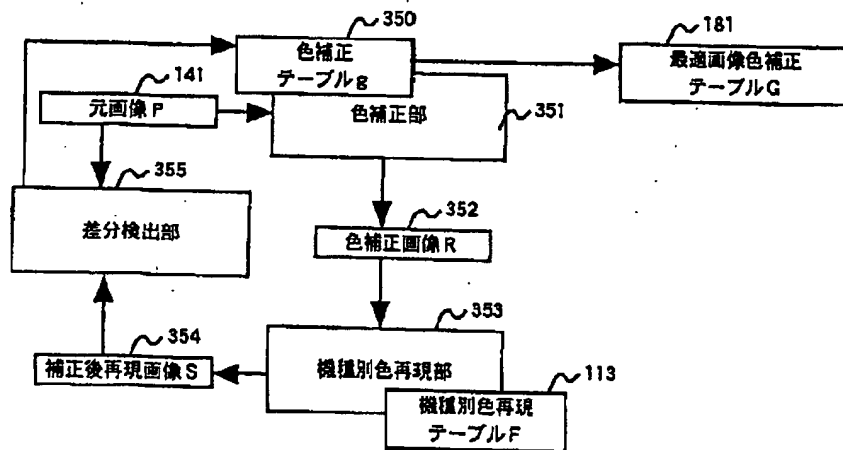 350
色補正
テーブルg
181
最適画像色補正
テーブルG
141
元画像P
色補正部
351
355
差分検出部
352
色補正画像R
353
機種別色再現部
354
補正後再現画像S
113
機種別色再現
テーブルF